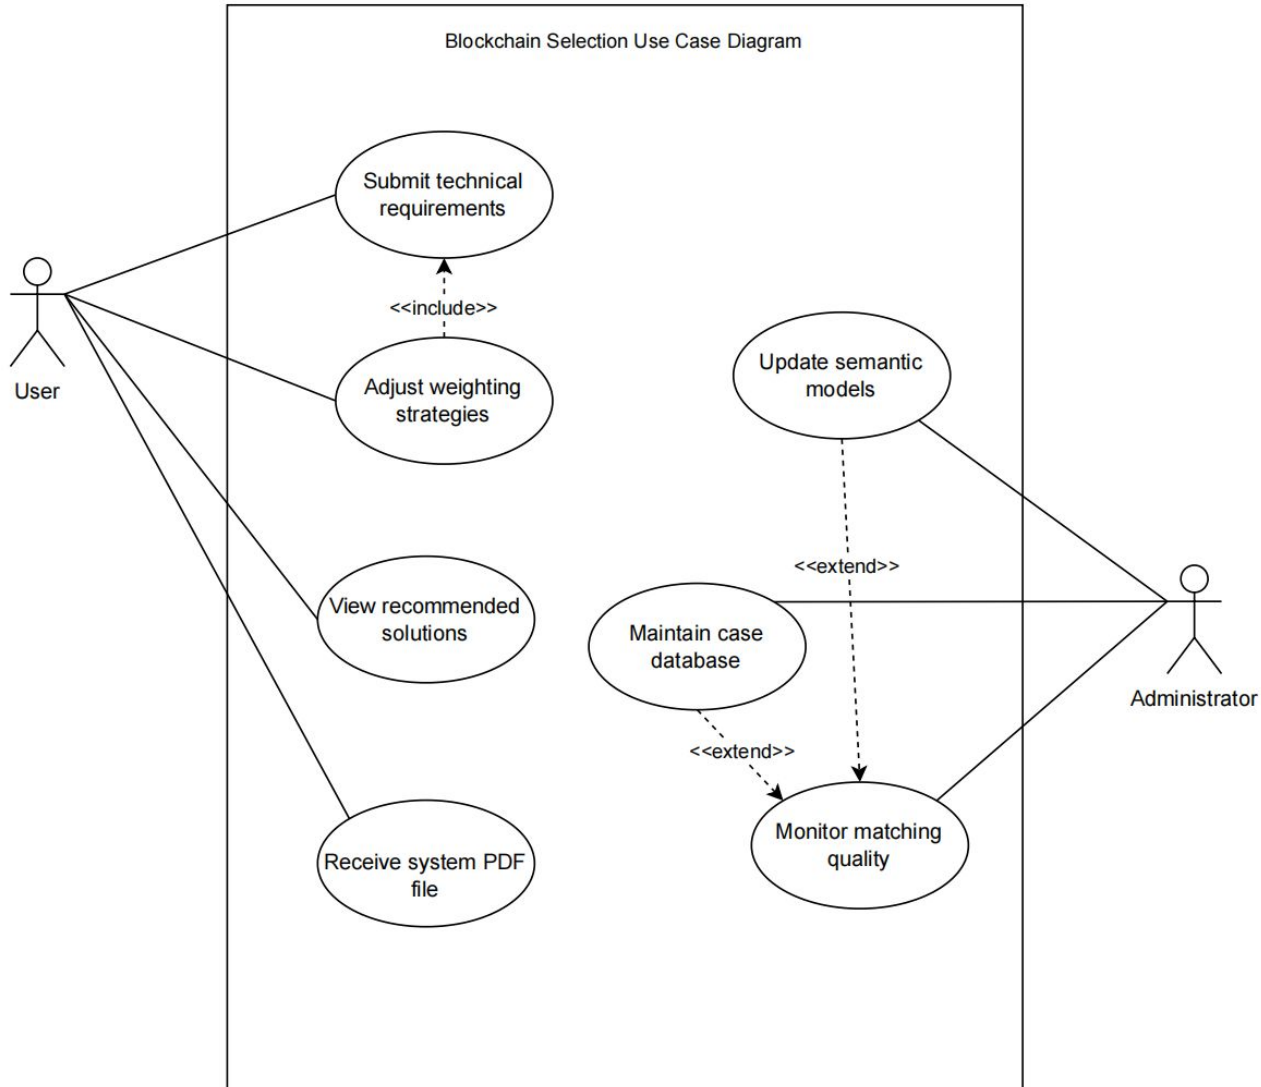 Blockchain Selection Use Case Diagram
Submit technical
requirements
<<include>>
Adjust weighting
strategies
User
View recommended
solutions
Receive system PDF
file
Update semantic
models
<<extend>>
Maintain case
database
<<extend>>
Monitor matching
quality
Administrator